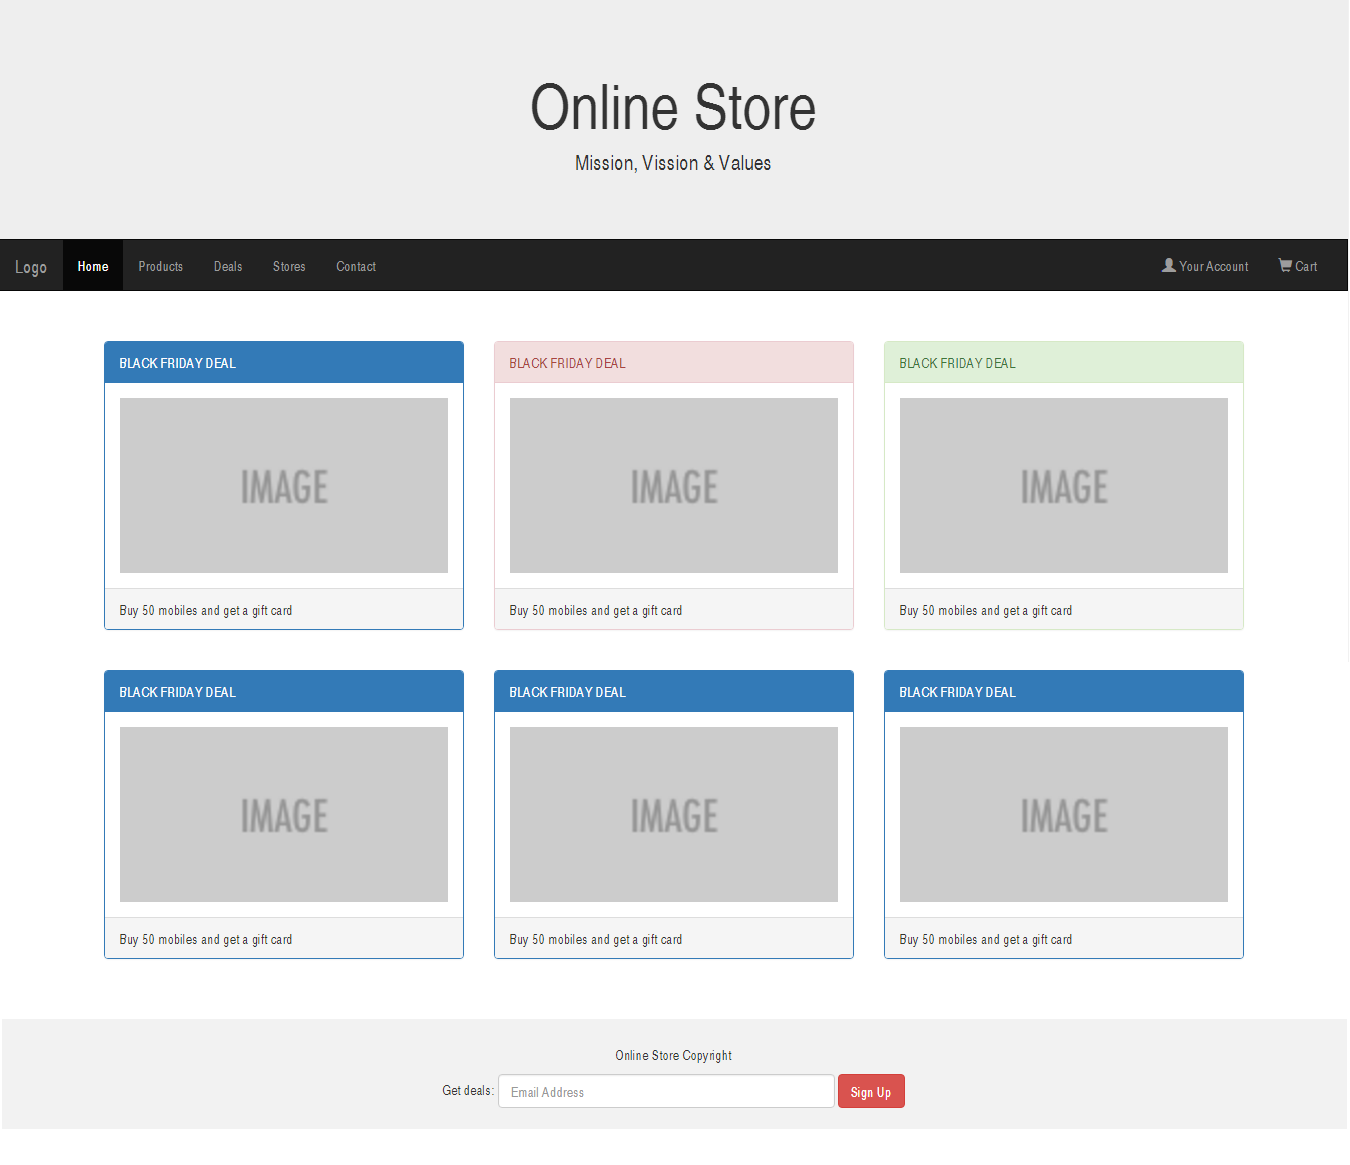 Online Store
Mission, Vission & Values
Logo Home Products Deals Stores Contact Your Account Cart
BLACK FRIDAY DEAL BLACK FRIDAY DEAL BLACK FRIDAY DEAL
IMAGE IMAGE IMAGE
Buy 50 mobiles and get a gift card Buy 50 mobiles and get a gift card Buy 50 mobiles and get a gift card
BLACK FRIDAY DEAL BLACK FRIDAY DEAL BLACK FRIDAY DEAL
IMAGE IMAGE IMAGE
Buy 50 mobiles and get a gift card Buy 50 mobiles and get a gift card Buy 50 mobiles and get a gift card
Online Store Copyright
Get deals: Email Address Sign Up